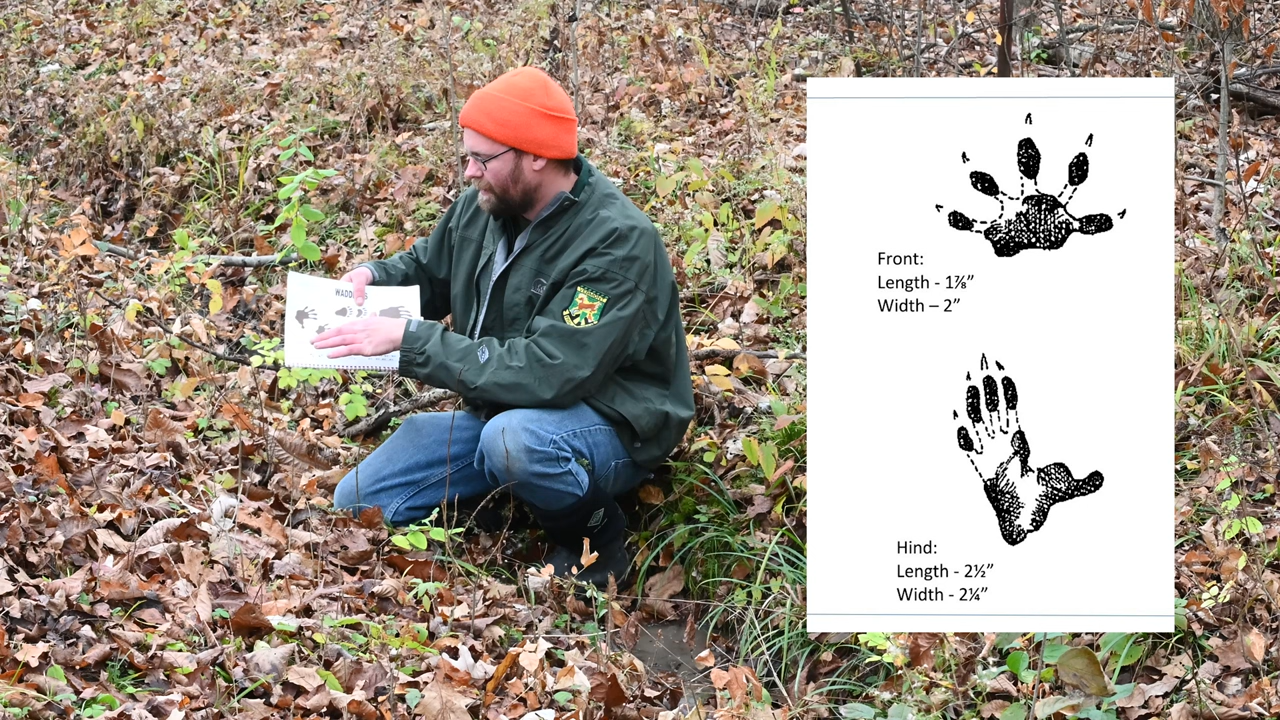 Front:
Length - 1⅞”
Width – 2”
Hind:
Length - 2½”
Width - 2¼”